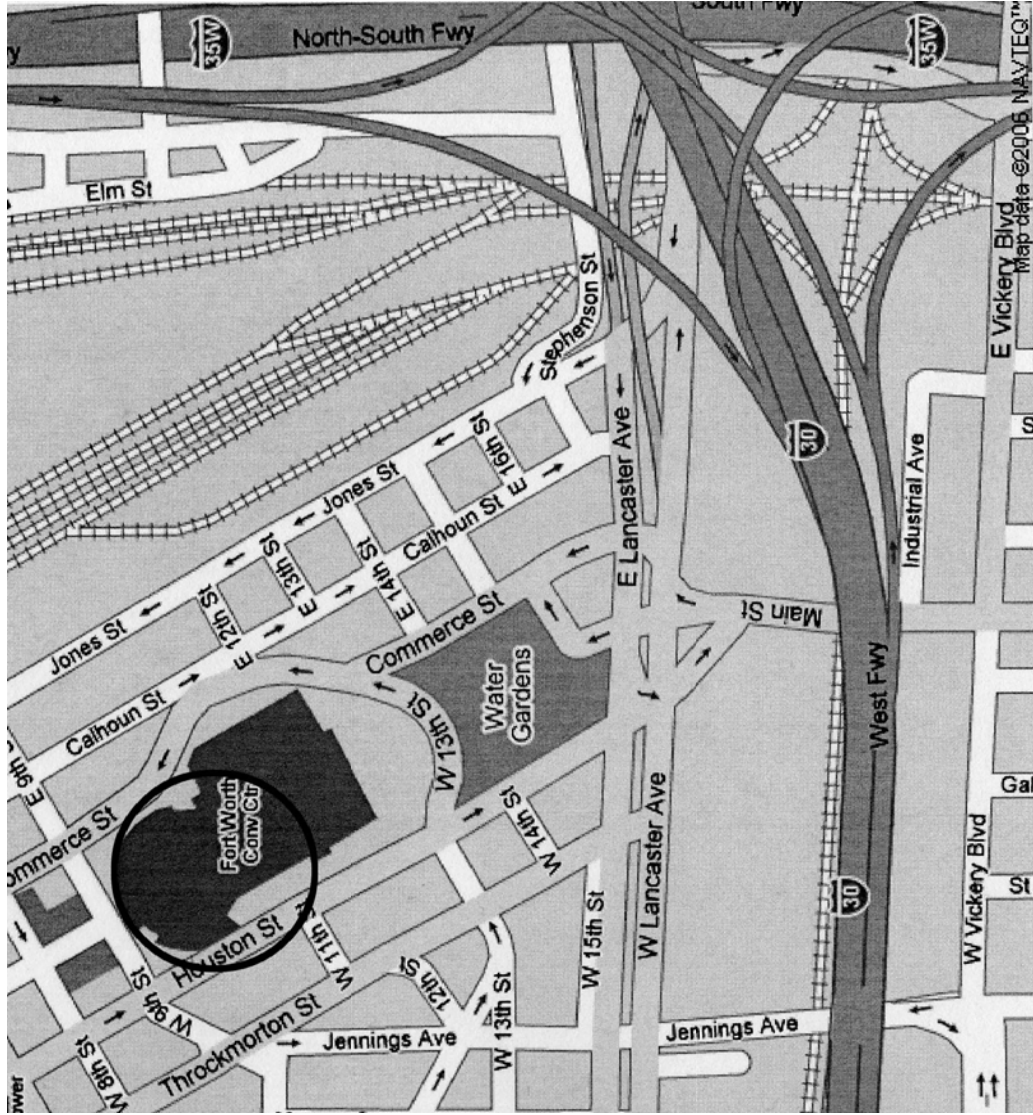 35W
North-South Fwy
South Fwy
35W
Map data ©2006 NAVTEQ™
Elm St
Stephenson St
E Vickery Blvd
Jones St
E 16th St
30
Calhoun St
E Lancaster Ave
Industrial Ave
E 13th St
E 14th St
E 12th St
Jones St
Commerce St
Main St
Water
Gardens
West Fwy
Calhoun St
W 13th St
E 9th
Fort Worth
Conv Ctr
Gal
W 14th St
ommerce St
W Lancaster Ave
W Vickery Blvd
30
St
Houston St
W 11th St
W 15th St
12th St
W 13th St
W 9th St
Throckmorton St
Jennings Ave
Jennings Ave
W 8th St
ower